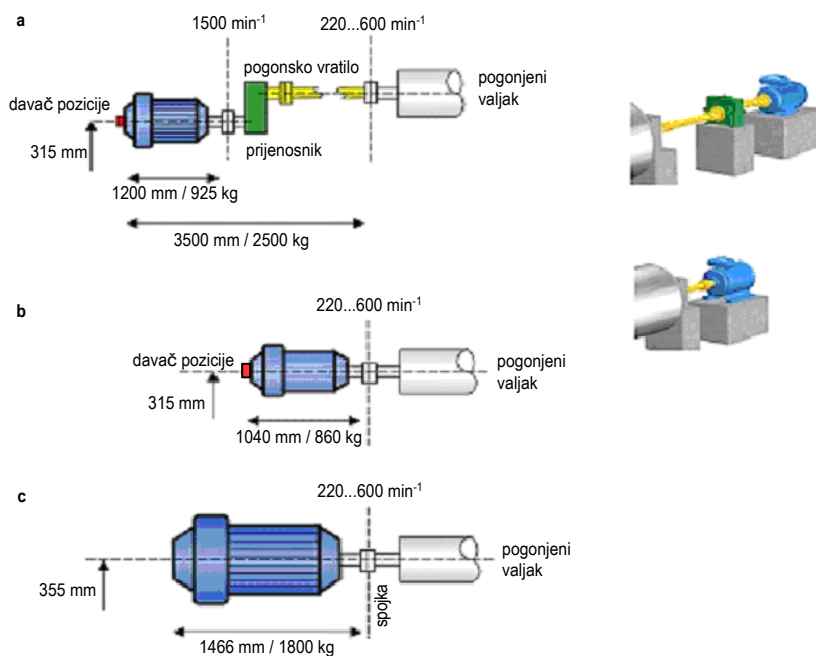 a
1500 min⁻¹
220...600 min⁻¹
pogonsko vratilo
pogonjeni
valjak
davač pozicije
315 mm
prijenosnik
1200 mm / 925 kg
3500 mm / 2500 kg
b
220...600 min⁻¹
davač pozicije
pogonjeni
valjak
315 mm
1040 mm / 860 kg
c
220...600 min⁻¹
pogonjeni
valjak
355 mm
spojka
1466 mm / 1800 kg